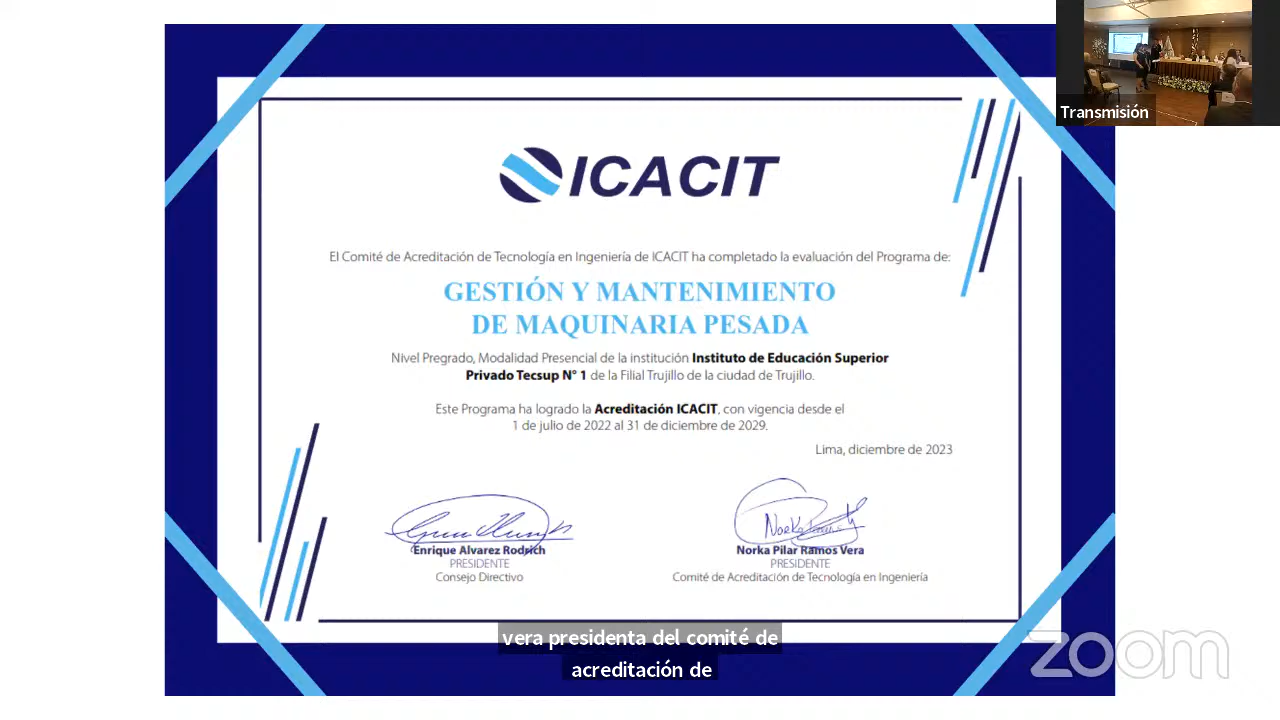 Transmisión
ICACIT
El Comité de Acreditación de Tecnología en Ingeniería de ICACIT ha completado la evaluación del Programa de:
GESTIÓN Y MANTENIMIENTO
DE MAQUINARIA PESADA
Nivel Pregrado, Modalidad Presencial de la institución Instituto de Educación Superior
Privado Tecsup N° 1 de la Filial Trujillo de la ciudad de Trujillo.
Este Programa ha logrado la Acreditación ICACIT, con vigencia desde el
1 de julio de 2022 al 31 de diciembre de 2029.
Lima, diciembre de 2023
Enrique Alvarez Rodrich
PRESIDENTE
Consejo Directivo
Norka Pilar Ramos Vera
PRESIDENTE
Comité de Acreditación de Tecnología en Ingeniería
vera presidenta del comité de
acreditación de
zoom